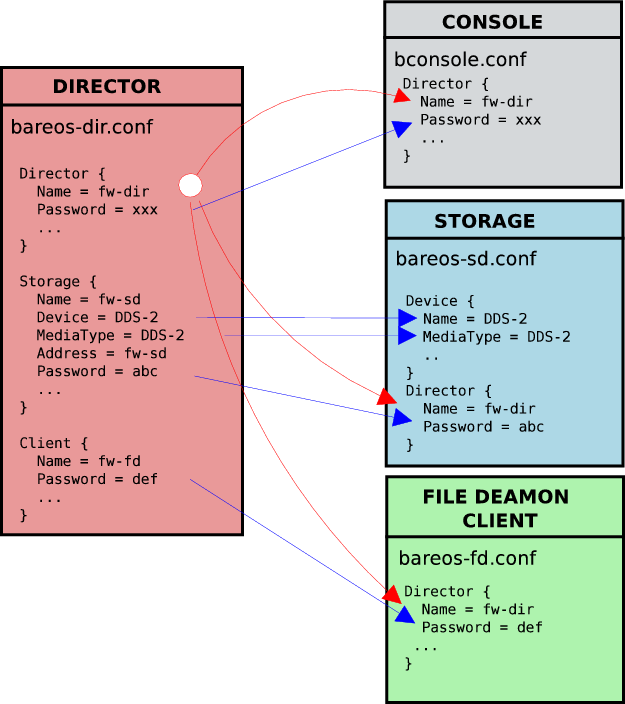 DIRECTOR
bareos-dir.conf
Director {
Name = fw-dir
Password = xxx
...
}
Storage {
Name = fw-sd
Device = DDS-2
MediaType = DDS-2
Address = fw-sd
Password = abc
...
}
Client {
Name = fw-fd
Password = def
...
}
CONSOLE
bconsole.conf
Director {
Name = fw-dir
Password = xxx
...
}
STORAGE
bareos-sd.conf
Device {
Name = DDS-2
MediaType = DDS-2
..
}
Director {
Name = fw-dir
Password = abc
}
FILE DEAMON
CLIENT
bareos-fd.conf
Director {
Name = fw-dir
Password = def
...
}